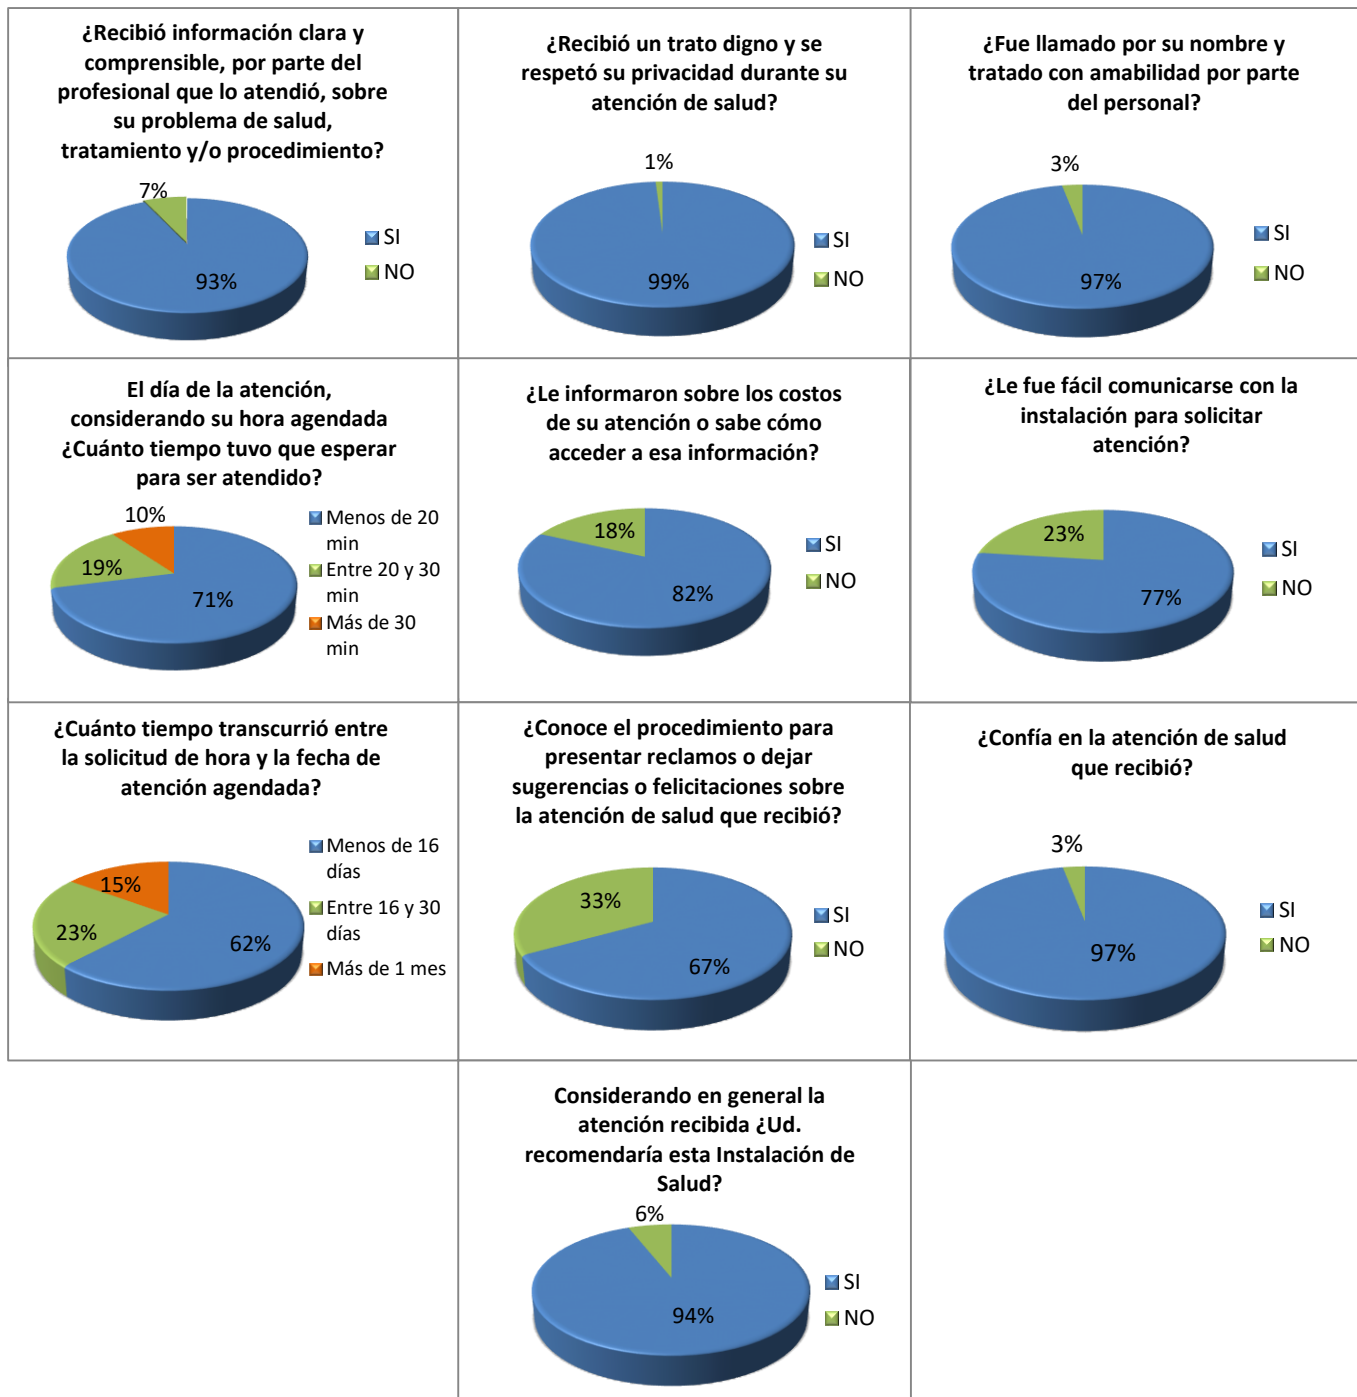 ¿Recibió información clara y
comprensible, por parte del
profesional que lo atendió, sobre
su problema de salud,
tratamiento y/o procedimiento?
7%
93%
SI
NO
¿Recibió un trato digno y se
respetó su privacidad durante su
atención de salud?
1%
99%
SI
NO
¿Fue llamado por su nombre y
tratado con amabilidad por parte
del personal?
3%
97%
SI
NO
El día de la atención,
considerando su hora agendada
¿Cuánto tiempo tuvo que esperar
para ser atendido?
10%
19%
71%
Menos de 20
min
Entre 20 y 30
min
Más de 30
min
¿Le informaron sobre los costos
de su atención o sabe cómo
acceder a esa información?
18%
82%
SI
NO
¿Le fue fácil comunicarse con la
instalación para solicitar
atención?
23%
77%
SI
NO
¿Cuánto tiempo transcurrió entre
la solicitud de hora y la fecha de
atención agendada?
15%
23%
62%
Menos de 16
días
Entre 16 y 30
días
Más de 1 mes
¿Conoce el procedimiento para
presentar reclamos o dejar
sugerencias o felicitaciones sobre
la atención de salud que recibió?
33%
67%
SI
NO
¿Confía en la atención de salud
que recibió?
3%
97%
SI
NO
Considerando en general la
atención recibida ¿Ud.
recomendaría esta Instalación de
Salud?
6%
94%
SI
NO